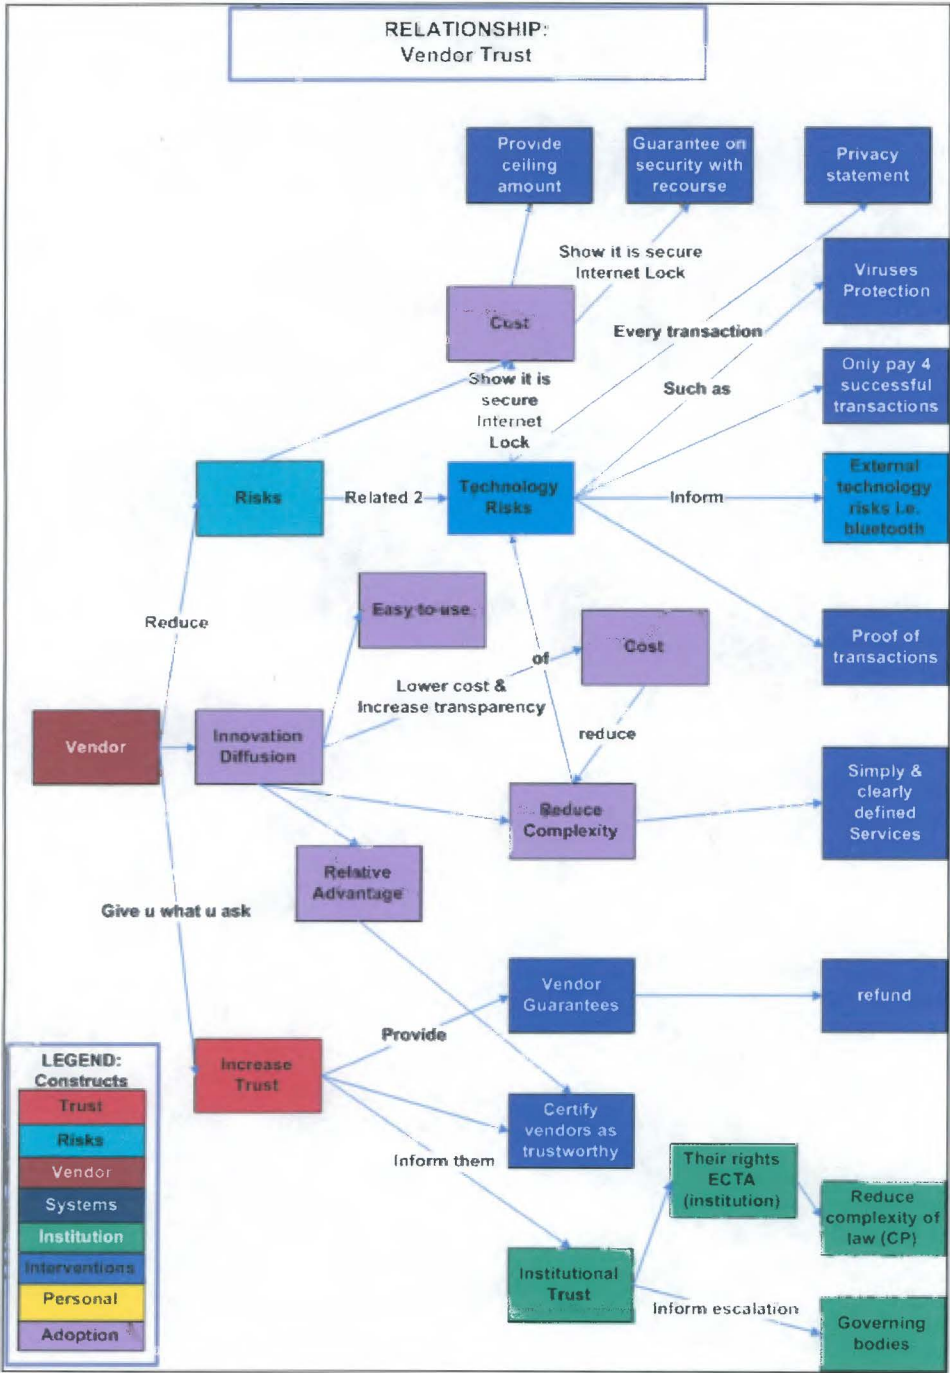 RELATIONSHIP:
Vendor Trust
Provide
ceiling
amount
Guarantee on
security with
recourse
Privacy
statement
Show it is secure
Internet Lock
Viruses
Protection
Cost
Every transaction
Only pay 4
successful
transactions
Show it is
secure
Internet
Lock
Such as
Risks
Related 2
Technology
Risks
Inform
External
technology
risks i.e.
bluetooth
Easy to use
Reduce
Cost
Proof of
transactions
of
Lower cost &
Increase transparency
Vendor
Innovation
Diffusion
reduce
Simply &
clearly
defined
Services
Reduce
Complexity
Relative
Advantage
Give u what u ask
Vendor
Guarantees
refund
Provide
Increase
Trust
Certify
vendors as
trustworthy
Inform them
Their rights
ECTA
(institution)
Reduce
complexity of
law (CP)
Institutional
Trust
Inform escalation
Governing
bodies
LEGEND:
Constructs
Trust
Risks
Vendor
Systems
Institution
Interventions
Personal
Adoption